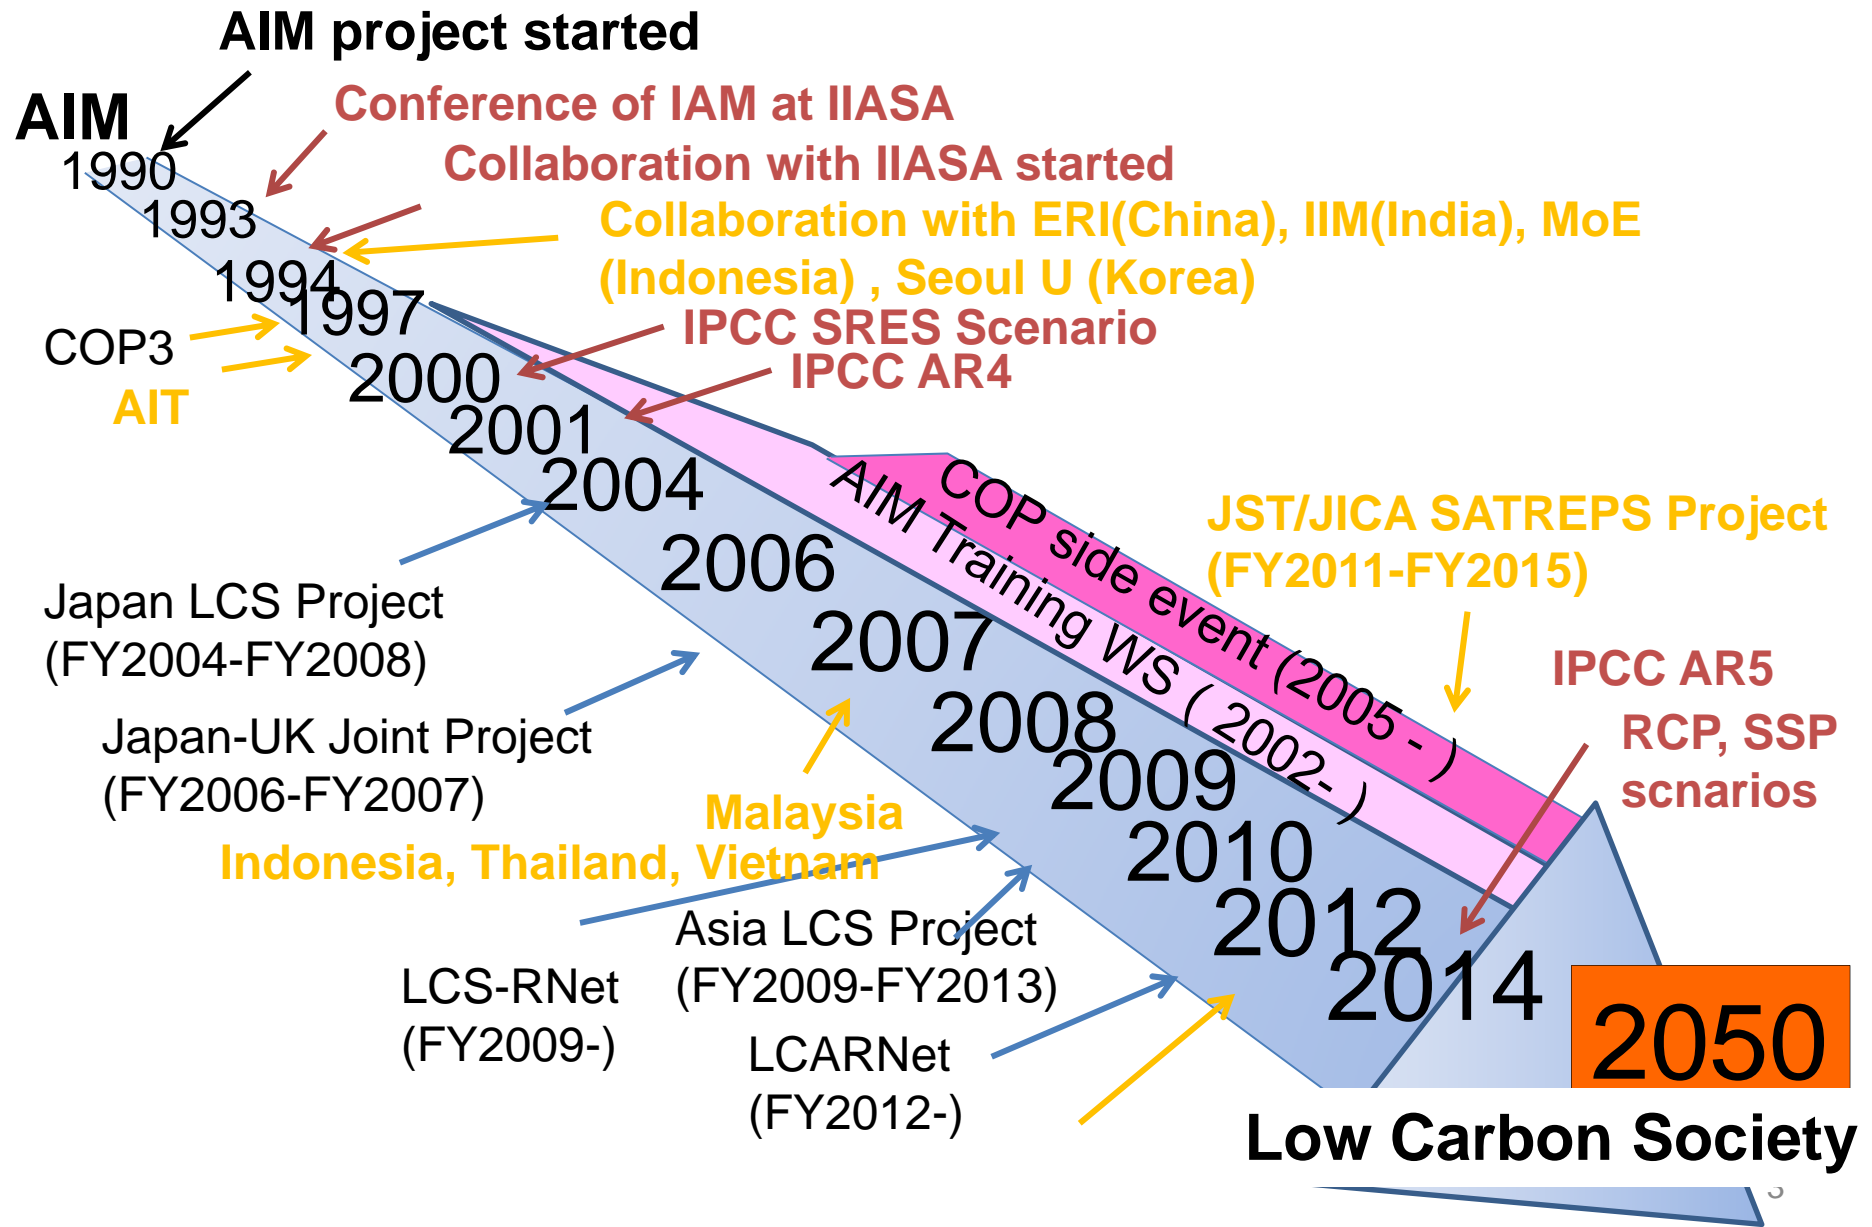 AIM project started
AIM
Conference of IAM at IIASA
1990
Collaboration with IIASA started
1993
Collaboration with ERI(China), IIM(India), MoE
(Indonesia) , Seoul U (Korea)
1994
1997
COP3
IPCC SRES Scenario
IPCC AR4
2000
AIT
2001
2004
COP side event (2005 - )
AIM Training WS ( 2002- )
JST/JICA SATREPS Project
(FY2011-FY2015)
2006
Japan LCS Project
(FY2004-FY2008)
2007
IPCC AR5
RCP, SSP
scnarios
2008
Japan-UK Joint Project
(FY2006-FY2007)
2009
Malaysia
Indonesia, Thailand, Vietnam
2010
2012
Asia LCS Project
(FY2009-FY2013)
2014
LCS-RNet
(FY2009-)
LCARNet
(FY2012-)
2050
Low Carbon Society
3